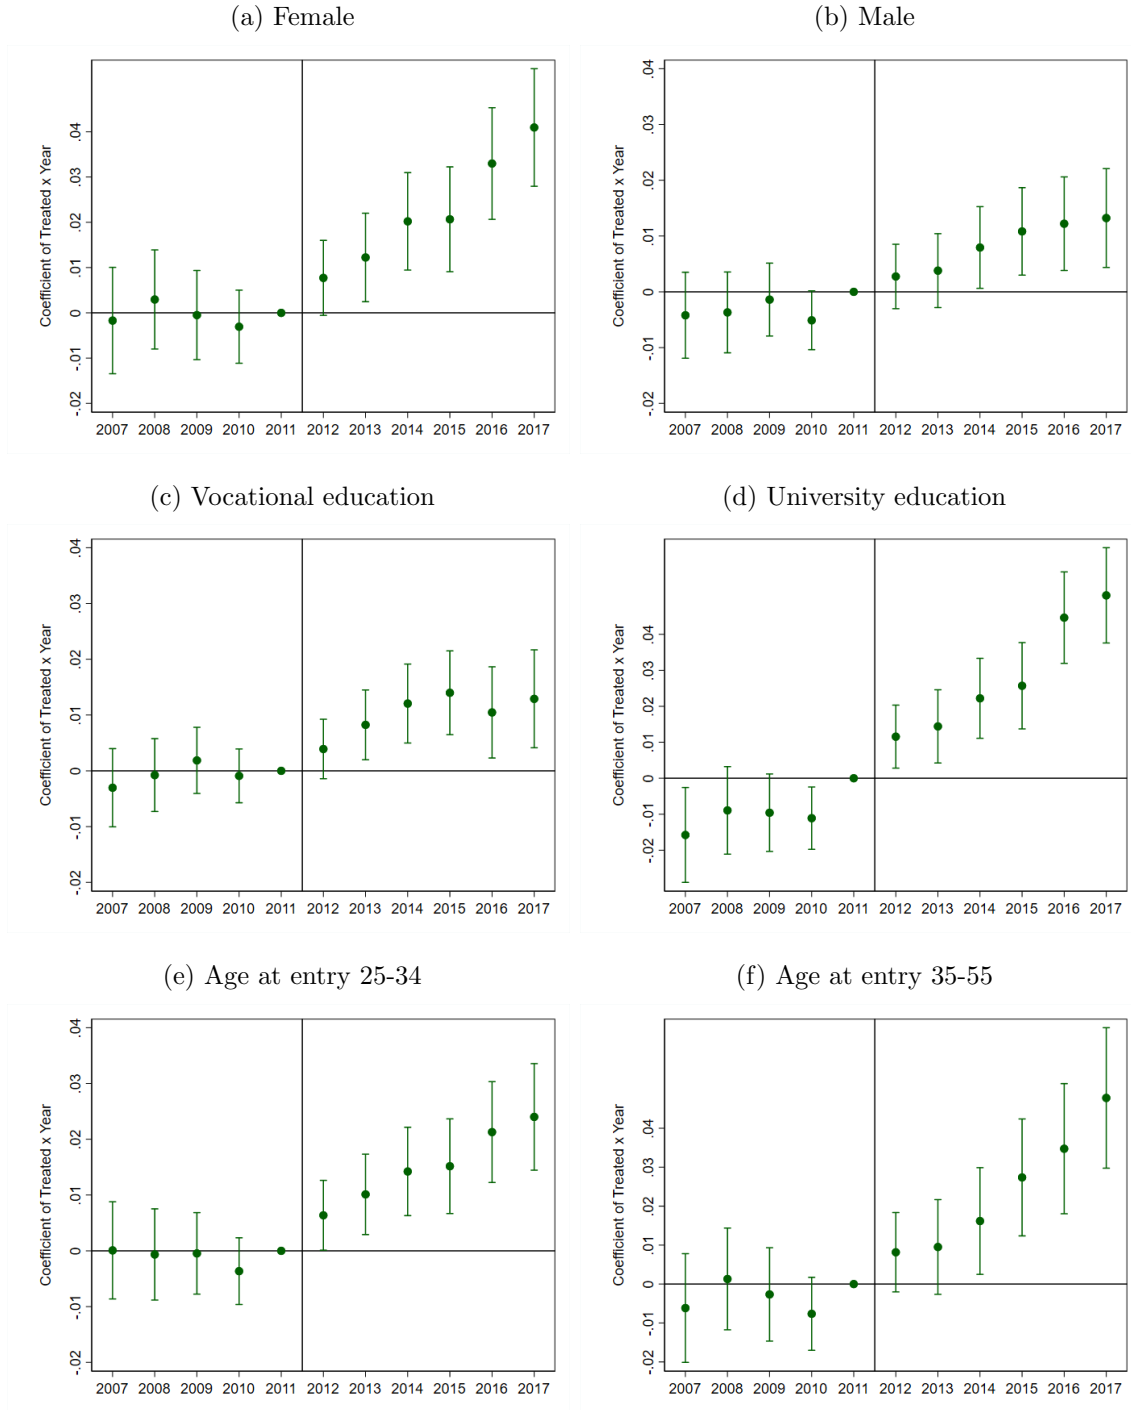 (a) Female
(b) Male
Coefficient of Treated x Year
.04
.03
.02
.01
0
-.01
-.02
2007 2008 2009 2010 2011 2012 2013 2014 2015 2016 2017
Coefficient of Treated x Year
.04
.03
.02
.01
0
-.01
-.02
2007 2008 2009 2010 2011 2012 2013 2014 2015 2016 2017
(c) Vocational education
(d) University education
Coefficient of Treated x Year
.04
.03
.02
.01
0
-.01
-.02
2007 2008 2009 2010 2011 2012 2013 2014 2015 2016 2017
Coefficient of Treated x Year
.04
.03
.02
.01
0
-.01
-.02
2007 2008 2009 2010 2011 2012 2013 2014 2015 2016 2017
(e) Age at entry 25-34
(f) Age at entry 35-55
Coefficient of Treated x Year
.04
.03
.02
.01
0
-.01
-.02
2007 2008 2009 2010 2011 2012 2013 2014 2015 2016 2017
Coefficient of Treated x Year
.04
.03
.02
.01
0
-.01
-.02
2007 2008 2009 2010 2011 2012 2013 2014 2015 2016 2017